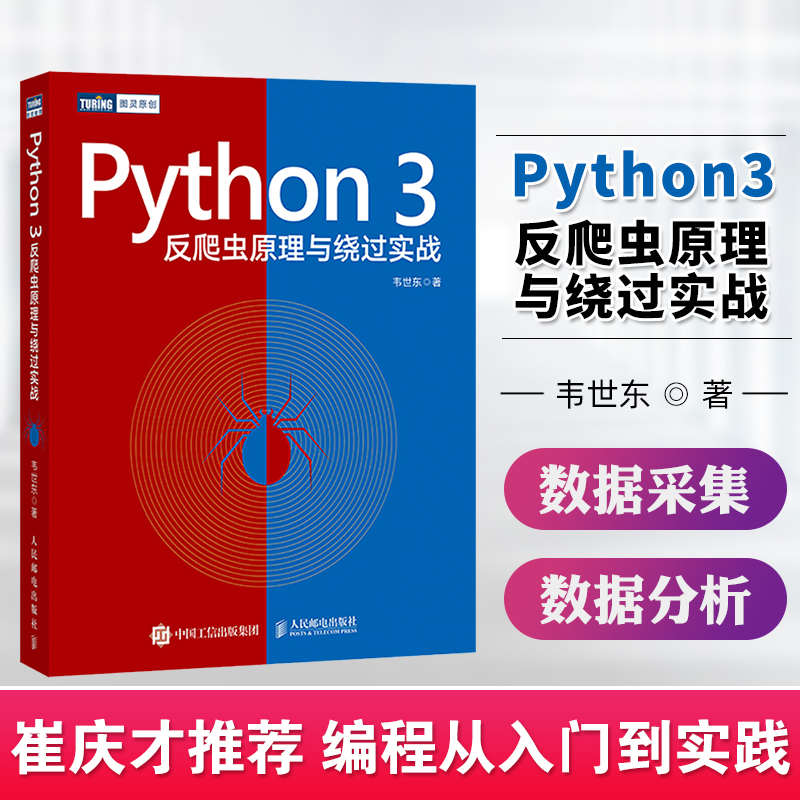 TURING 图灵原创
Python 3
反爬虫原理与绕过实战
韦世东◎著
中国工信出版集团
人民邮电出版社
POSTS & TELECOM PRESS
TURING
图灵原创
Python 3 反爬虫原理与绕过实战
韦世东◎著
人民邮电出版社
Python3
反爬虫原理
与绕过实战
韦世东 ◎ 著
数据采集
数据分析
崔庆才推荐 编程从入门到实践